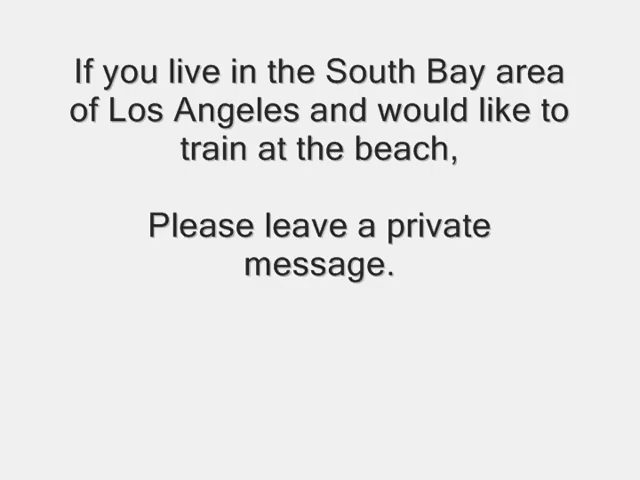 If you live in the South Bay area
of Los Angeles and would like to
train at the beach,
Please leave a private
message.